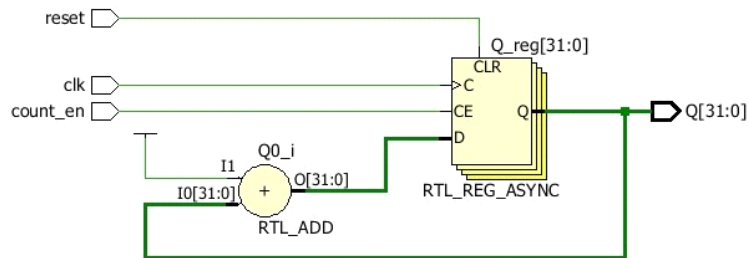 reset
Q_reg[31:0]
CLR
clk
C
count_en
CE
Q
Q[31:0]
D
Q0_i
I1
O[31:0]
I0[31:0]
+
RTL_REG_ASYNC
RTL_ADD